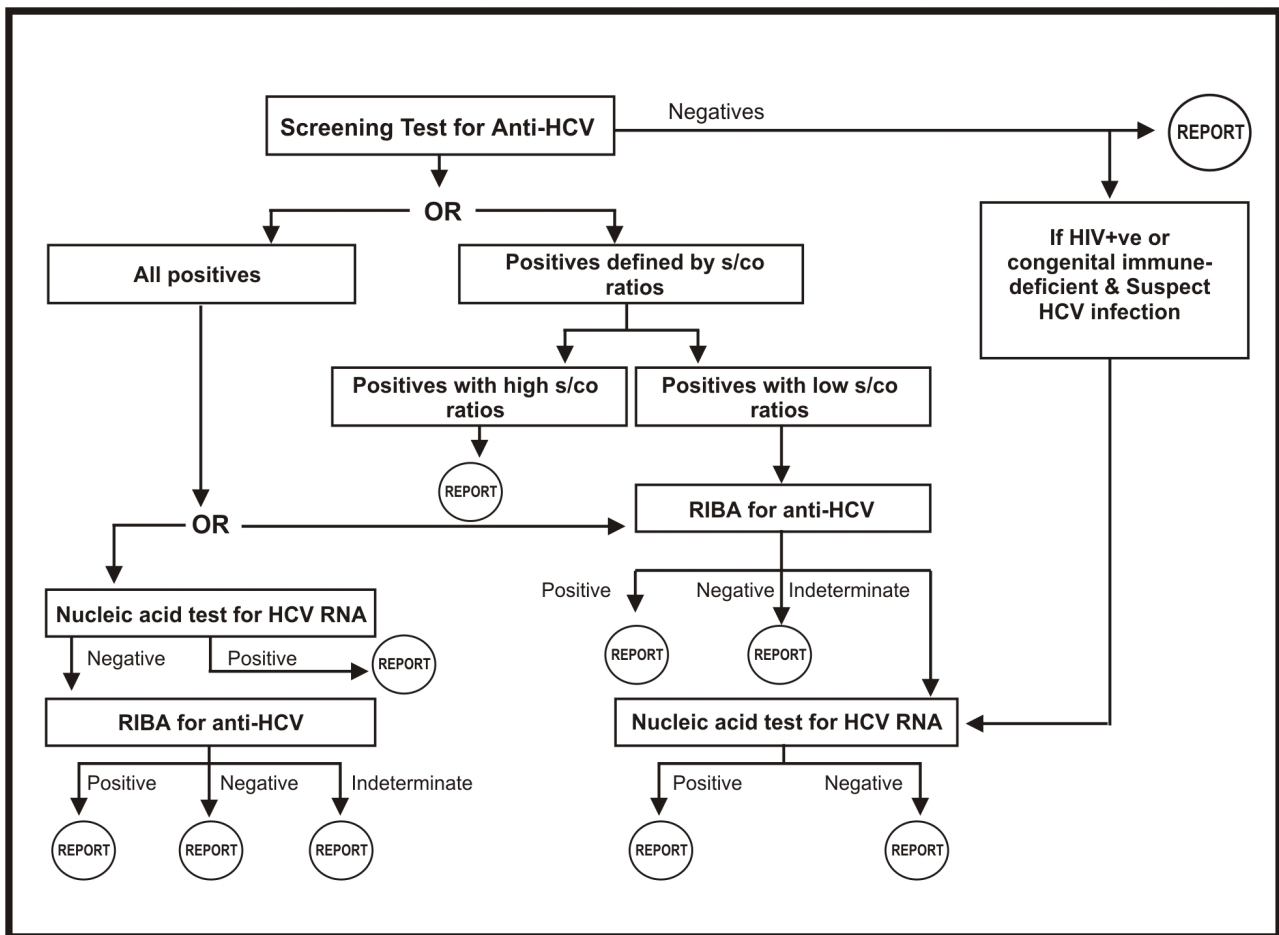 Negatives
Screening Test for Anti-HCV
REPORT
OR
All positives
Positives defined by s/co
ratios
If HIV+ve or
congenital immune-
deficient & Suspect
HCV infection
Positives with high s/co
ratios
Positives with low s/co
ratios
REPORT
RIBA for anti-HCV
OR
Positive
Negative
Indeterminate
REPORT
REPORT
Nucleic acid test for HCV RNA
Negative
Positive
REPORT
RIBA for anti-HCV
Nucleic acid test for HCV RNA
Positive
Negative
Indeterminate
REPORT
REPORT
REPORT
Positive
Negative
REPORT
REPORT